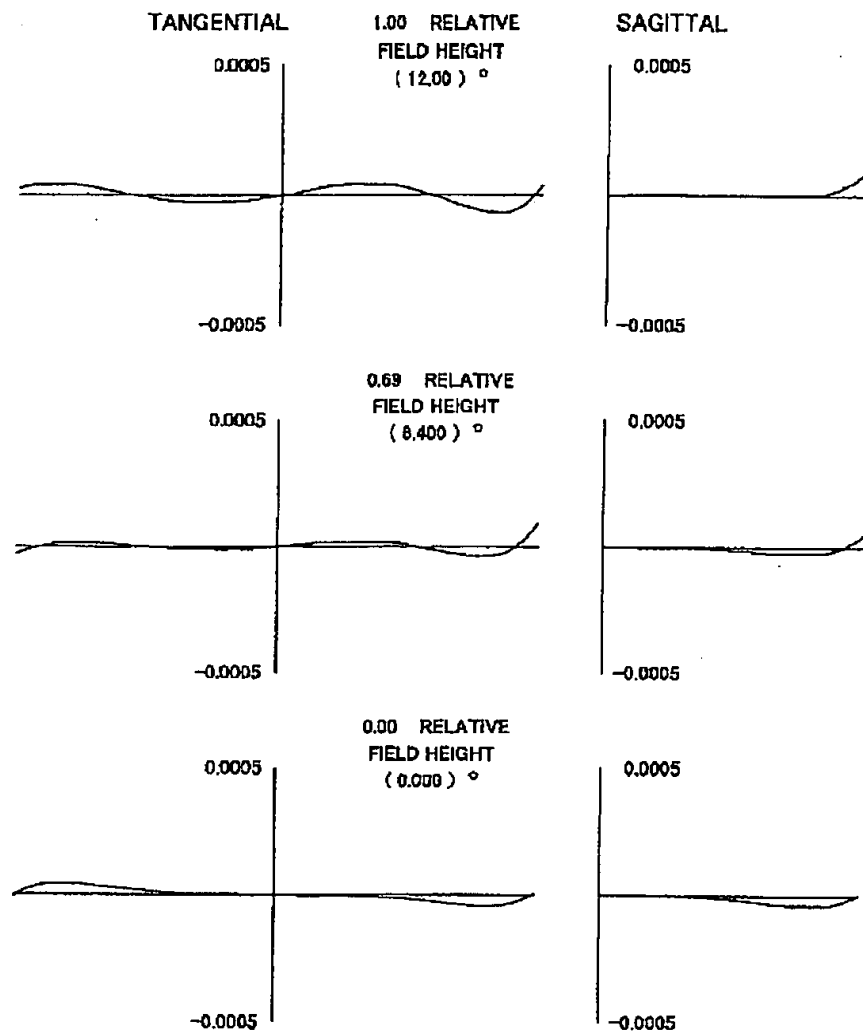 TANGENTIAL
1.00 RELATIVE
FIELD HEIGHT
( 12.00 ) °
SAGITTAL
0.0005
0.0005
-0.0005
-0.0005
0.69 RELATIVE
FIELD HEIGHT
( 8.400 ) °
0.0005
0.0005
-0.0005
-0.0005
0.00 RELATIVE
FIELD HEIGHT
( 0.000 ) °
0.0005
0.0005
-0.0005
-0.0005